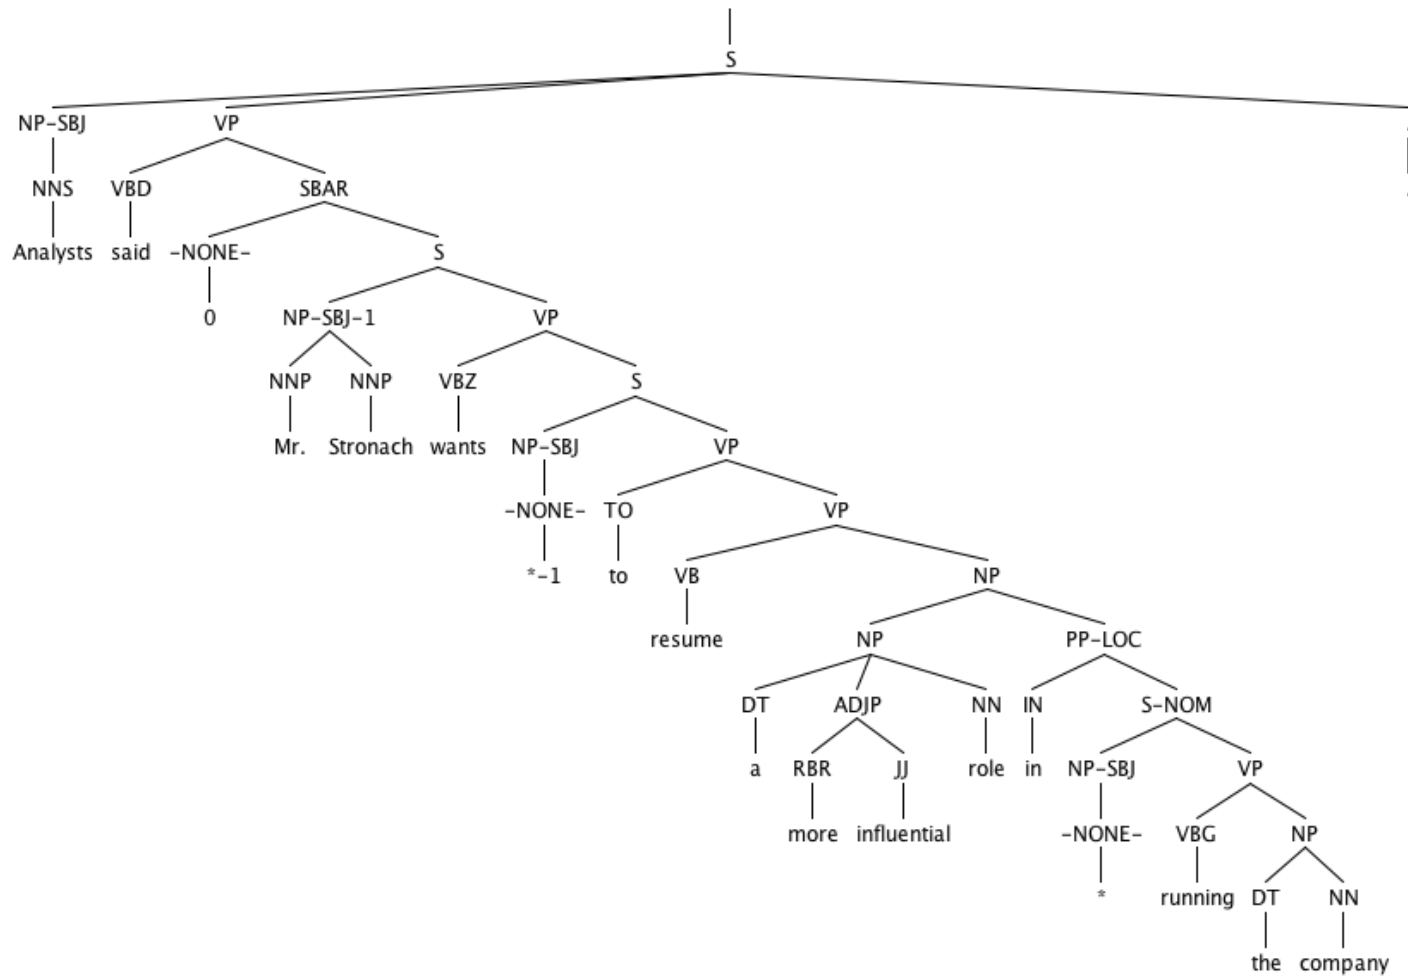 S
NP-SBJ VP
NNS VBD SBAR
Analysts said -NONE- S
0 NP-SBJ-1 VP
NNP NNP VBZ S
Mr. Stronach wants NP-SBJ VP
-NONE- TO VP
*-1 to VB NP
resume NP PP-LOC
DT ADJP NN IN S-NOM
a RBR JJ role in NP-SBJ VP
more influential -NONE- VBG NP
* running DT NN
the company